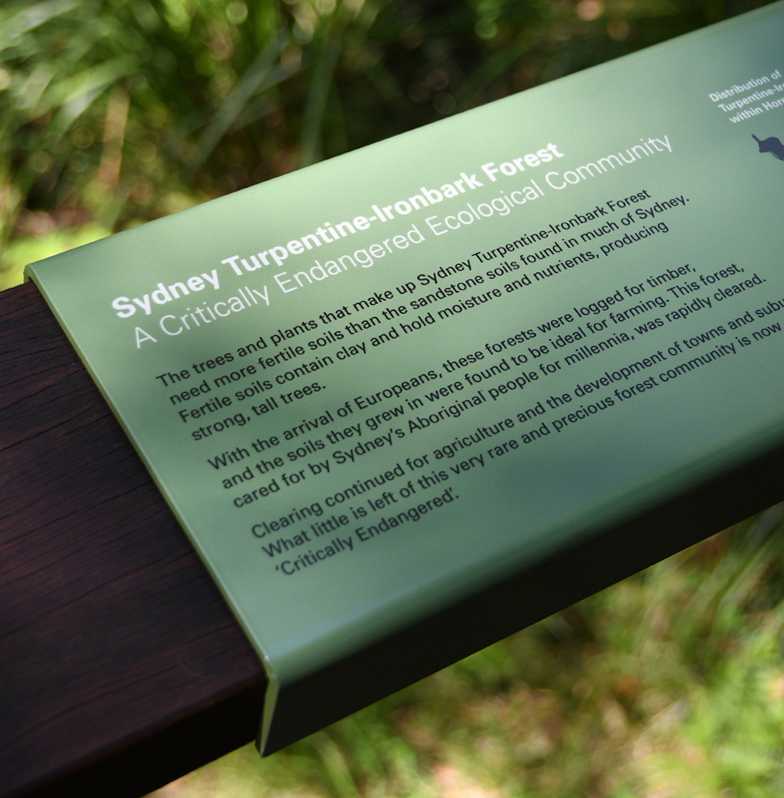 Sydney Turpentine-Ironbark Forest
A Critically Endangered Ecological Community
The trees and plants that make up Sydney Turpentine-Ironbark Forest
need more fertile soils than the sandstone soils found in much of Sydney.
Fertile soils contain clay and hold moisture and nutrients, producing
strong, tall trees.
With the arrival of Europeans, these forests were logged for timber,
and the soils they grew in were found to be ideal for farming. This forest,
cared for by Sydney's Aboriginal people for millennia, was rapidly cleared.
Clearing continued for agriculture and the development of towns and sub
What little is left of this very rare and precious forest community is now
'Critically Endangered'.
Distribution of
Turpentine-Ir
within Hor